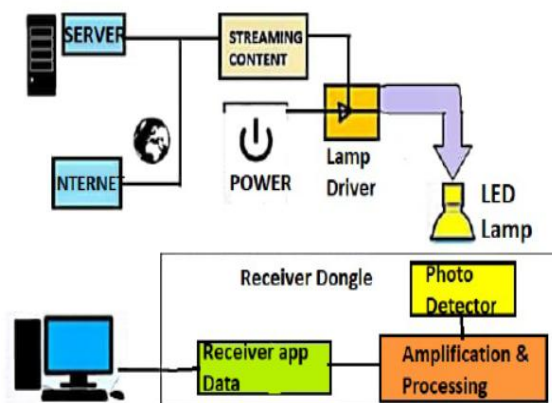 SERVER
STREAMING
CONTENT
NTERNET
POWER
Lamp
Driver
LED
Lamp
Receiver Dongle
Photo
Detector
Receiver app
Data
Amplification &
Processing